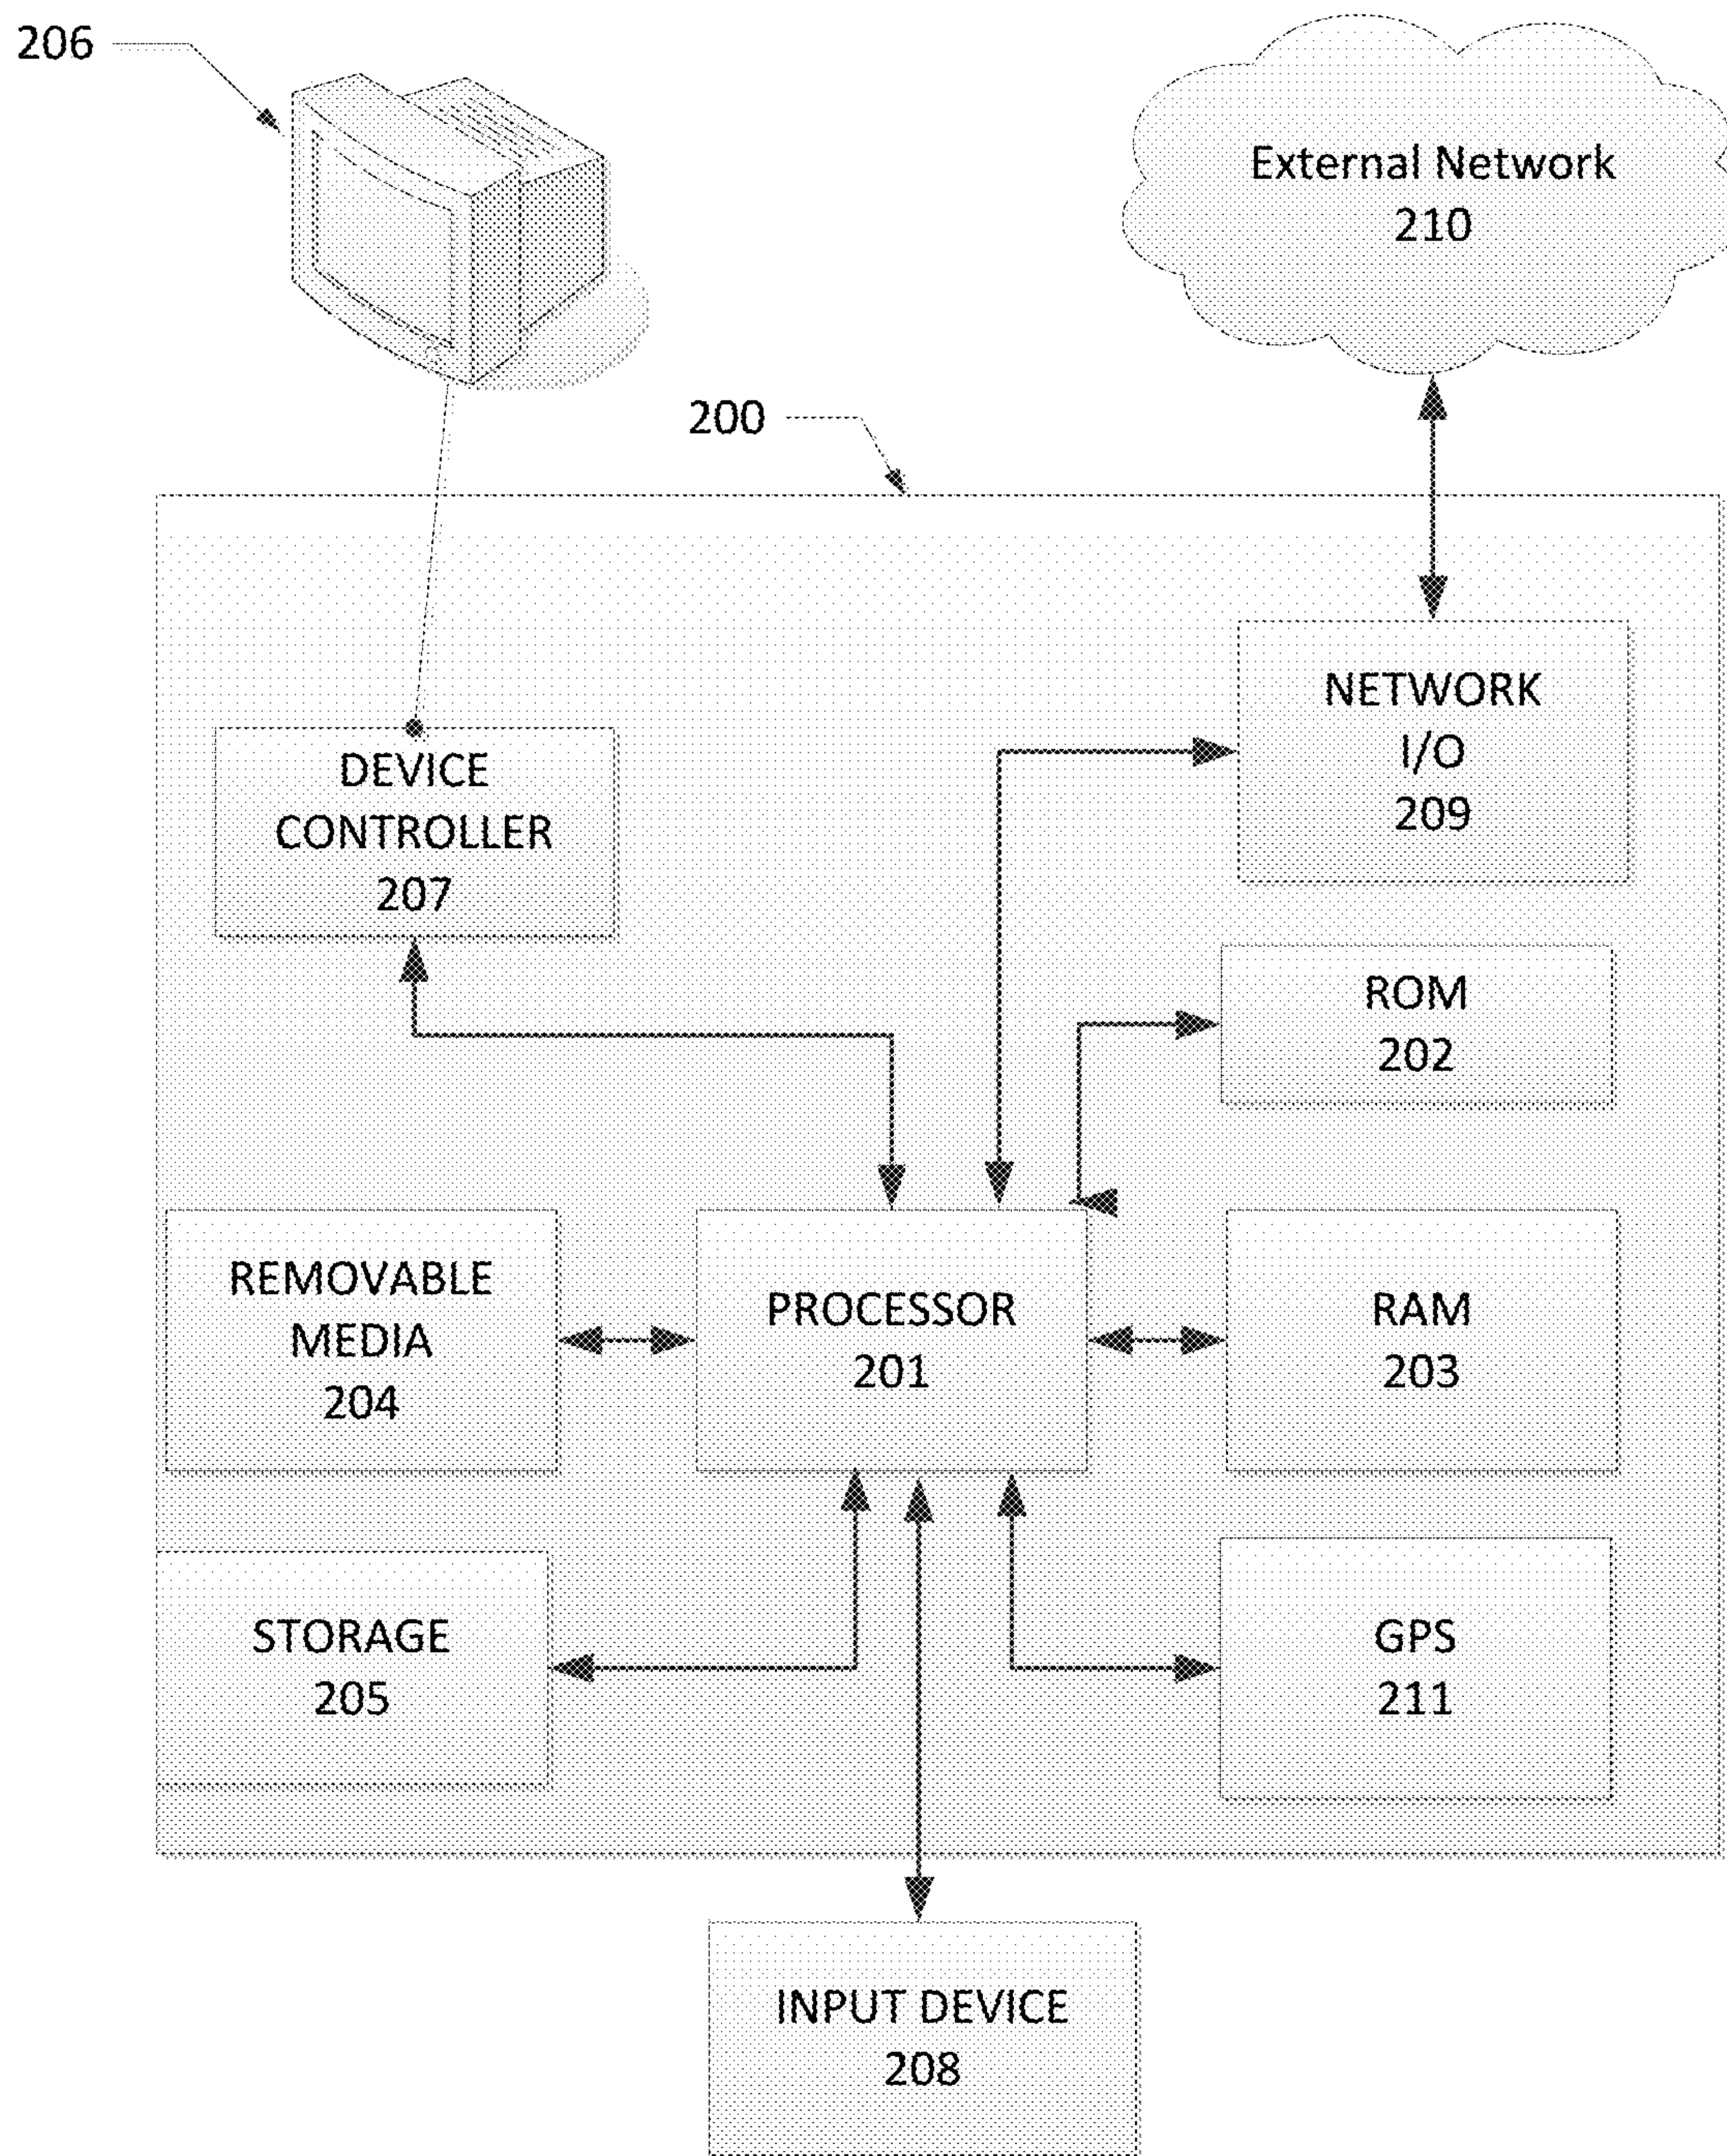 206
External Network
210
200
NETWORK
I/O
209
DEVICE
CONTROLLER
207
ROM
202
REMOVABLE
MEDIA
204
PROCESSOR
201
RAM
203
STORAGE
205
GPS
211
INPUT DEVICE
208